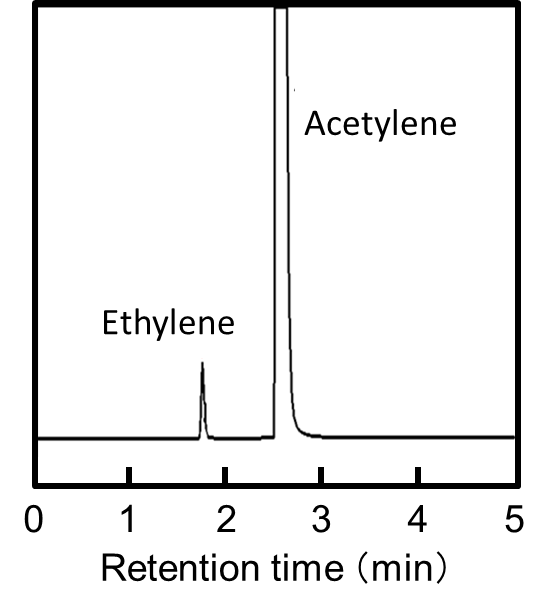 Acetylene
Ethylene
0 1 2 3 4 5
Retention time（min）